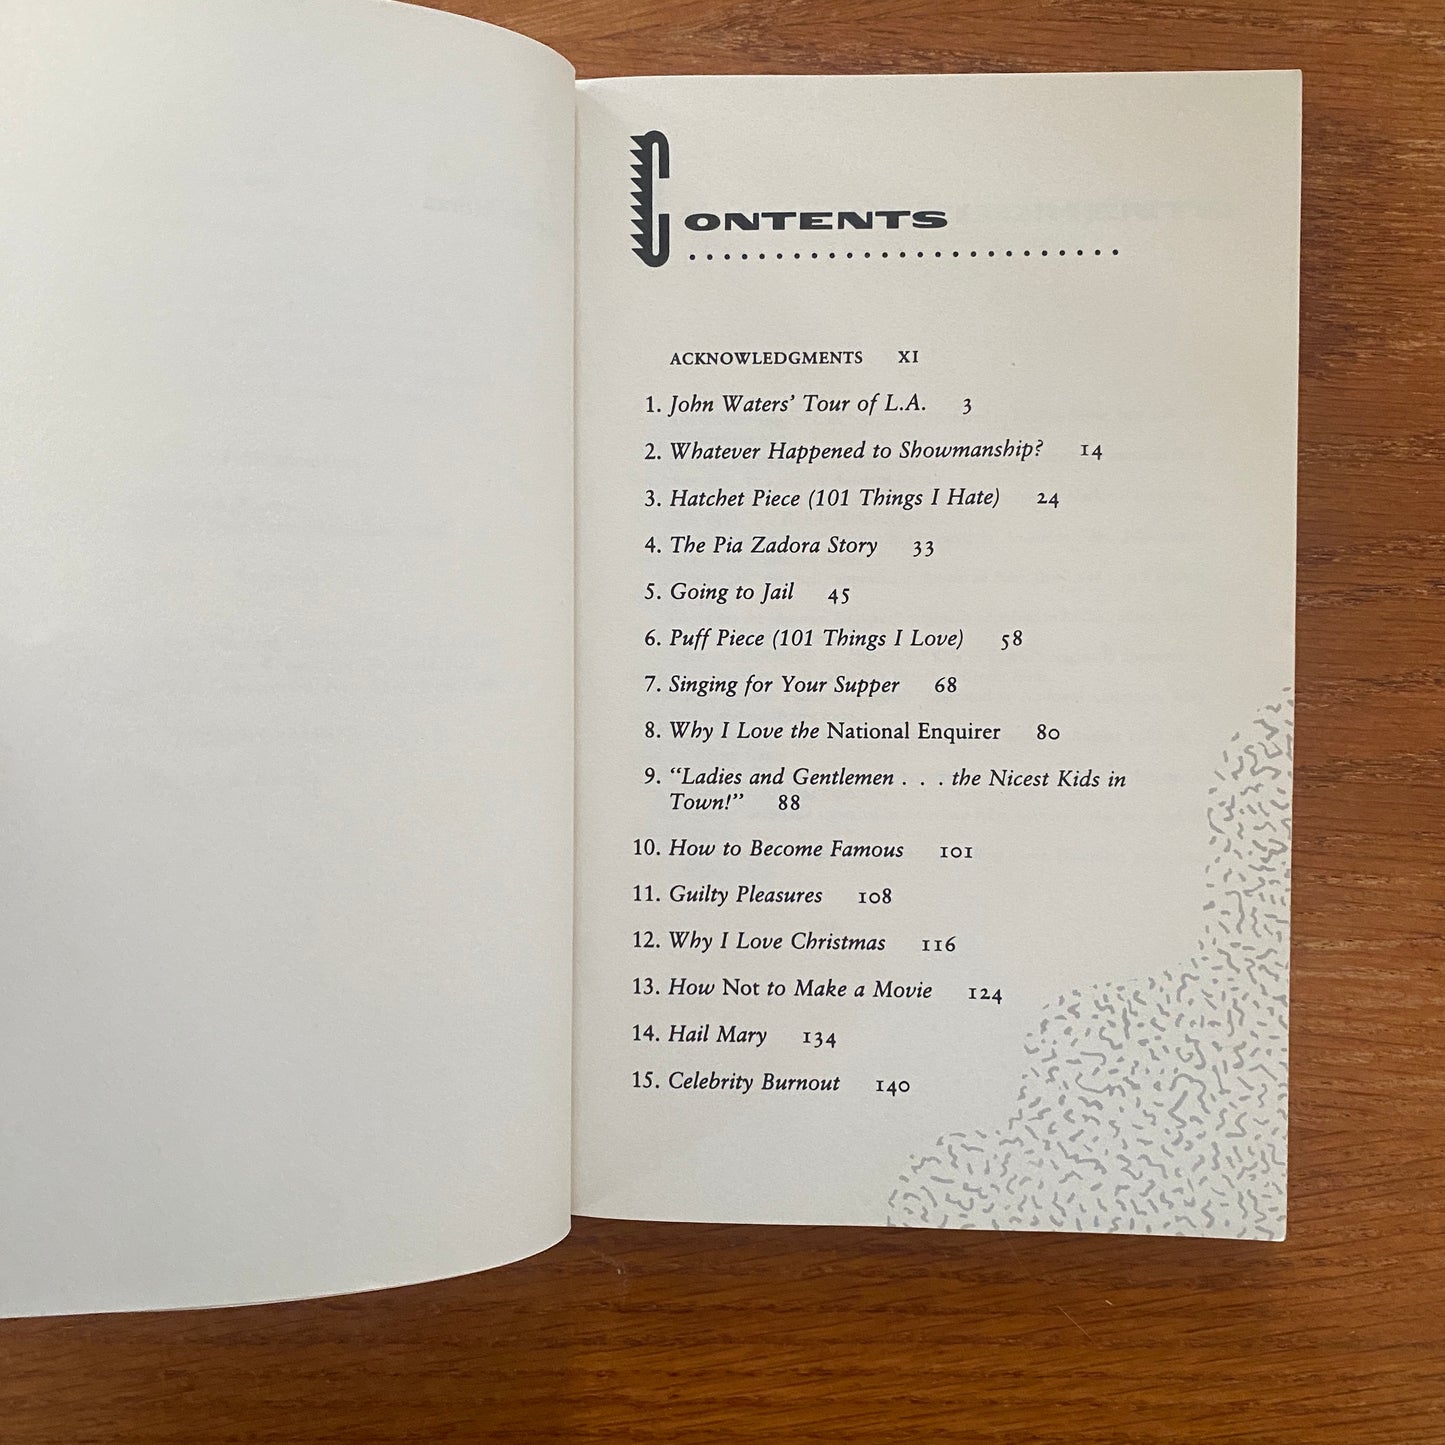 CONTENTS
ACKNOWLEDGMENTS XI
1. John Waters' Tour of L.A. 3
2. Whatever Happened to Showmanship? 14
3. Hatchet Piece (101 Things I Hate) 24
4. The Pia Zadora Story 33
5. Going to Jail 45
6. Puff Piece (101 Things I Love) 58
7. Singing for Your Supper 68
8. Why I Love the National Enquirer 80
9. "Ladies and Gentlemen . . . the Nicest Kids in
Town!" 88
10. How to Become Famous 101
11. Guilty Pleasures 108
12. Why I Love Christmas 116
13. How Not to Make a Movie 124
14. Hail Mary 134
15. Celebrity Burnout 140